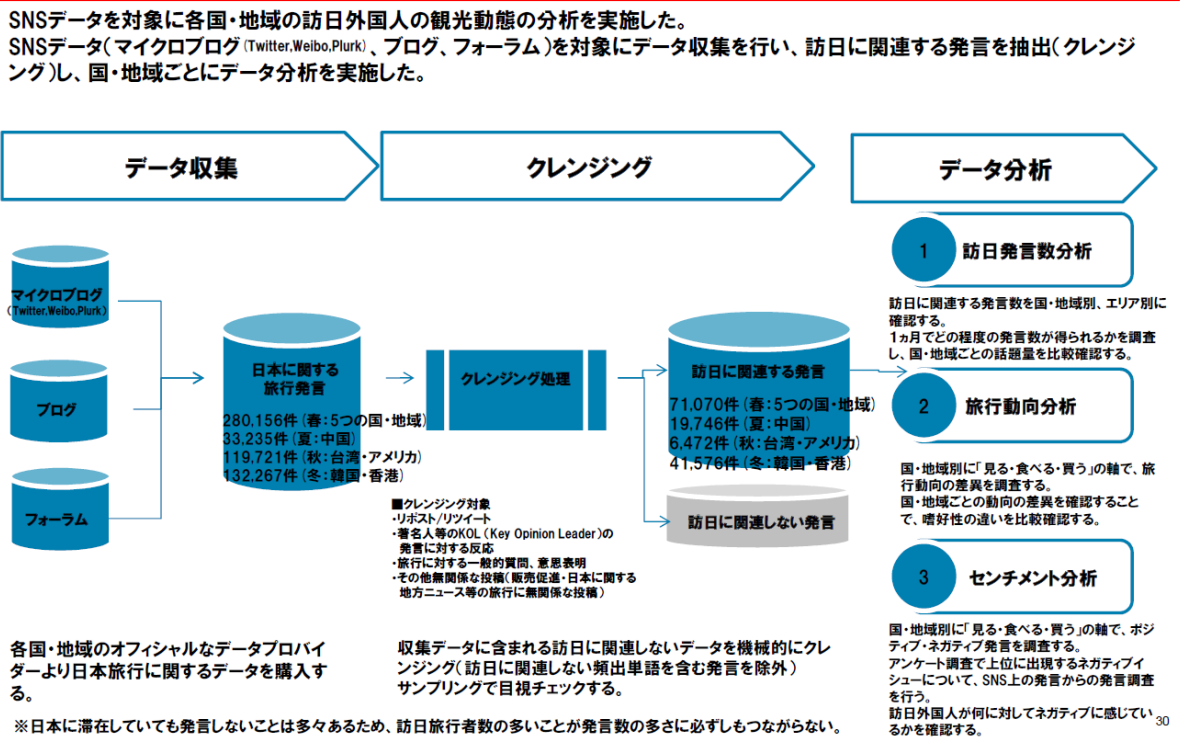 SNSデータを対象に各国・地域の訪日外国人の観光動態の分析を実施した。
SNSデータ(マイクロブログ(Twitter,Weibo,Plurk)、ブログ、フォーラム)を対象にデータ収集を行い、訪日に関連する発言を抽出(クレンジ
ング)し、国・地域ごとにデータ分析を実施した。
データ収集
クレンジング
データ分析
マイクロブログ
(Twitter,Weibo,Plurk)
ブログ
フォーラム
日本に関する
旅行発言
280,156件(春:5つの国・地域)
33,235件(夏:中国)
119,721件(秋:台湾・アメリカ)
132,267件(冬:韓国・香港)
クレンジング処理
■クレンジング対象
・リポスト/リツイート
・著名人等のKOL(Key Opinion Leader)の
発言に対する反応
・旅行に対する一般的質問、意思表明
・その他無関係な投稿(販売促進・日本に関する
地方ニュース等の旅行に無関係な投稿)
訪日に関連する発言
71,070件(春:5つの国・地域)
19,746件(夏:中国)
6,472件(秋:台湾・アメリカ)
41,576件(冬:韓国・香港)
訪日に関連しない発言
1 訪日発言数分析
訪日に関連する発言数を国・地域別、エリア別に
確認する。
1ヵ月でどの程度の発言数が得られるかを調査
し、国・地域ごとの話題量を比較確認する。
2 旅行動向分析
国・地域別に「見る・食べる・買う」の軸で、旅
行動向の差異を調査する。
国・地域ごとの動向の差異を確認すること
で、嗜好性の違いを比較確認する。
3 センチメント分析
国・地域別に「見る・食べる・買う」の軸で、ポジ
ティブ・ネガティブ発言を調査する。
アンケート調査で上位に出現するネガティブイ
シューについて、SNS上の発言からの発言調査
を行う。
訪日外国人が何に対してネガティブに感じてい
るかを確認する。
各国・地域のオフィシャルなデータプロバイ
ダーより日本旅行に関するデータを購入す
る。
収集データに含まれる訪日に関連しないデータを機械的にクレ
ンジング(訪日に関連しない頻出単語を含む発言を除外)
サンプリングで目視チェックする。
※日本に滞在していても発言しないことは多々あるため、訪日旅行者数の多いことが発言数の多さに必ずしもつながらない。
30